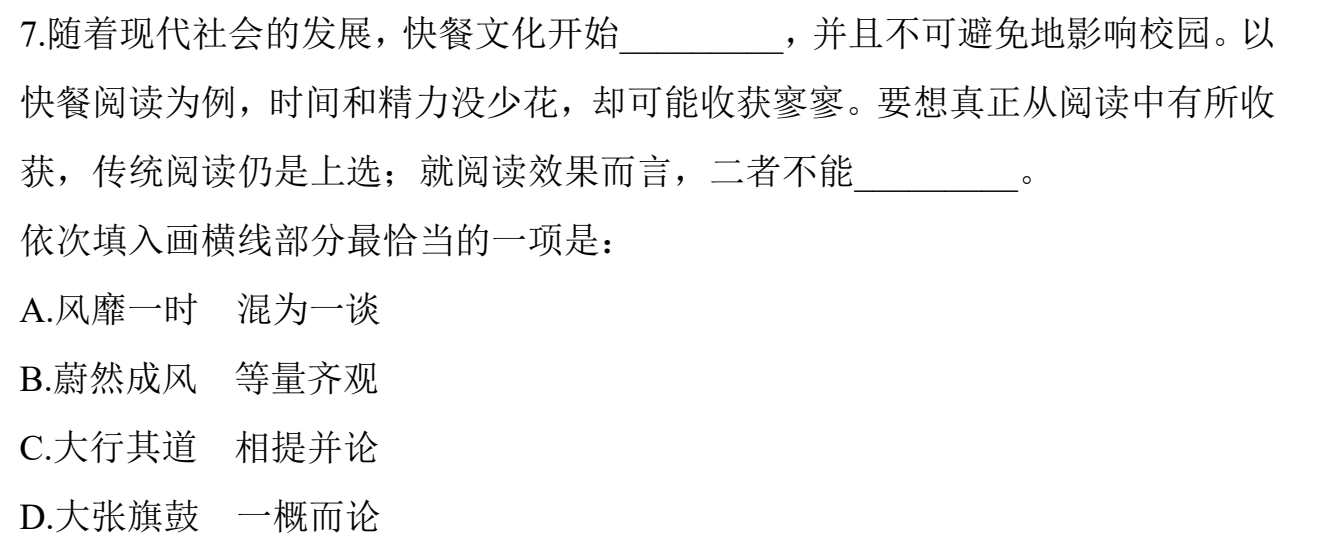 7.随着现代社会的发展，快餐文化开始_________，并且不可避免地影响校园。以
快餐阅读为例，时间和精力没少花，却可能收获寥寥。要想真正从阅读中有所收
获，传统阅读仍是上选；就阅读效果而言，二者不能_________。
依次填入画横线部分最恰当的一项是：
A.风靡一时　混为一谈
B.蔚然成风　等量齐观
C.大行其道　相提并论
D.大张旗鼓　一概而论